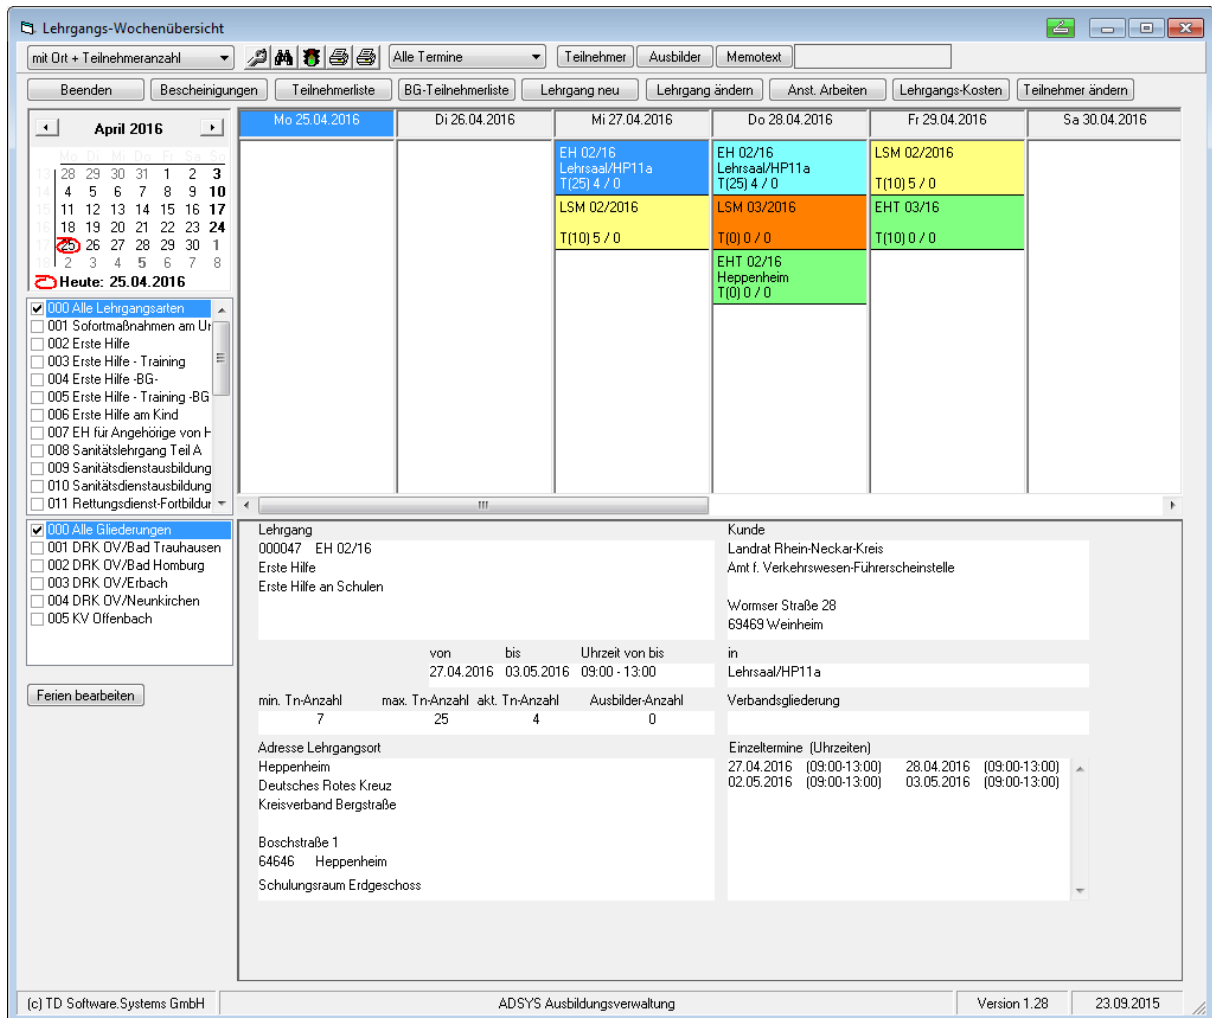 Lehrgangs-Wochenübersicht
mit Ort + Teilnehmeranzahl
Alle Termine
Teilnehmer
Ausbilder
Memotext
Beenden
Bescheinigungen
Teilnehmerliste
BG-Teilnehmerliste
Lehrgang neu
Lehrgang ändern
Anst. Arbeiten
Lehrgangs-Kosten
Teilnehmer ändern
April 2016
Mo Di Mi Do Fr Sa So
13 28 29 30 31 1 2 3
14 4 5 6 7 8 9 10
15 11 12 13 14 15 16 17
16 18 19 20 21 22 23 24
17 25 26 27 28 29 30 1
18 2 3 4 5 6 7 8
Heute: 25.04.2016
000 Alle Lehrgangsarten
001 Sofortmaßnahmen am Ur
002 Erste Hilfe
003 Erste Hilfe - Training
004 Erste Hilfe -BG-
005 Erste Hilfe - Training -BG
006 Erste Hilfe am Kind
007 EH für Angehörige von H
008 Sanitätslehrgang Teil A
009 Sanitätsdienstausbildung
010 Sanitätsdienstausbildung
011 Rettungsdienst-Fortbildur
000 Alle Gliederungen
001 DRK OV/Bad Trauhausen
002 DRK OV/Bad Homburg
003 DRK OV/Erbach
004 DRK OV/Neunkirchen
005 KV Offenbach
Ferien bearbeiten
Mo 25.04.2016
Di 26.04.2016
Mi 27.04.2016
Do 28.04.2016
Fr 29.04.2016
Sa 30.04.2016
EH 02/16
Lehrsaal/HP11a
T(25) 4 / 0
LSM 02/2016
T(10) 5 / 0
EH 02/16
Lehrsaal/HP11a
T(25) 4 / 0
LSM 03/2016
T(0) 0 / 0
EHT 02/16
Heppenheim
T(0) 0 / 0
LSM 02/2016
T(10) 5 / 0
EHT 03/16
T(10) 0 / 0
Lehrgang
000047 EH 02/16
Erste Hilfe
Erste Hilfe an Schulen
Kunde
Landrat Rhein-Neckar-Kreis
Amt f. Verkehrswesen-Führerscheinstelle
Wormser Straße 28
69469 Weinheim
von bis Uhrzeit von bis
27.04.2016 03.05.2016 09:00 - 13:00
in
Lehrsaal/HP11a
min. Tn-Anzahl max. Tn-Anzahl akt. Tn-Anzahl Ausbilder-Anzahl
7 25 4 0
Verbandsgliederung
Adresse Lehrgangsort
Heppenheim
Deutsches Rotes Kreuz
Kreisverband Bergstraße
Boschstraße 1
64646 Heppenheim
Schulungsraum Erdgeschoss
Einzeltermine (Uhrzeiten)
27.04.2016 (09:00-13:00) 28.04.2016 (09:00-13:00)
02.05.2016 (09:00-13:00) 03.05.2016 (09:00-13:00)
(c) TD Software.Systems GmbH
ADSYS Ausbildungsverwaltung
Version 1.28
23.09.2015